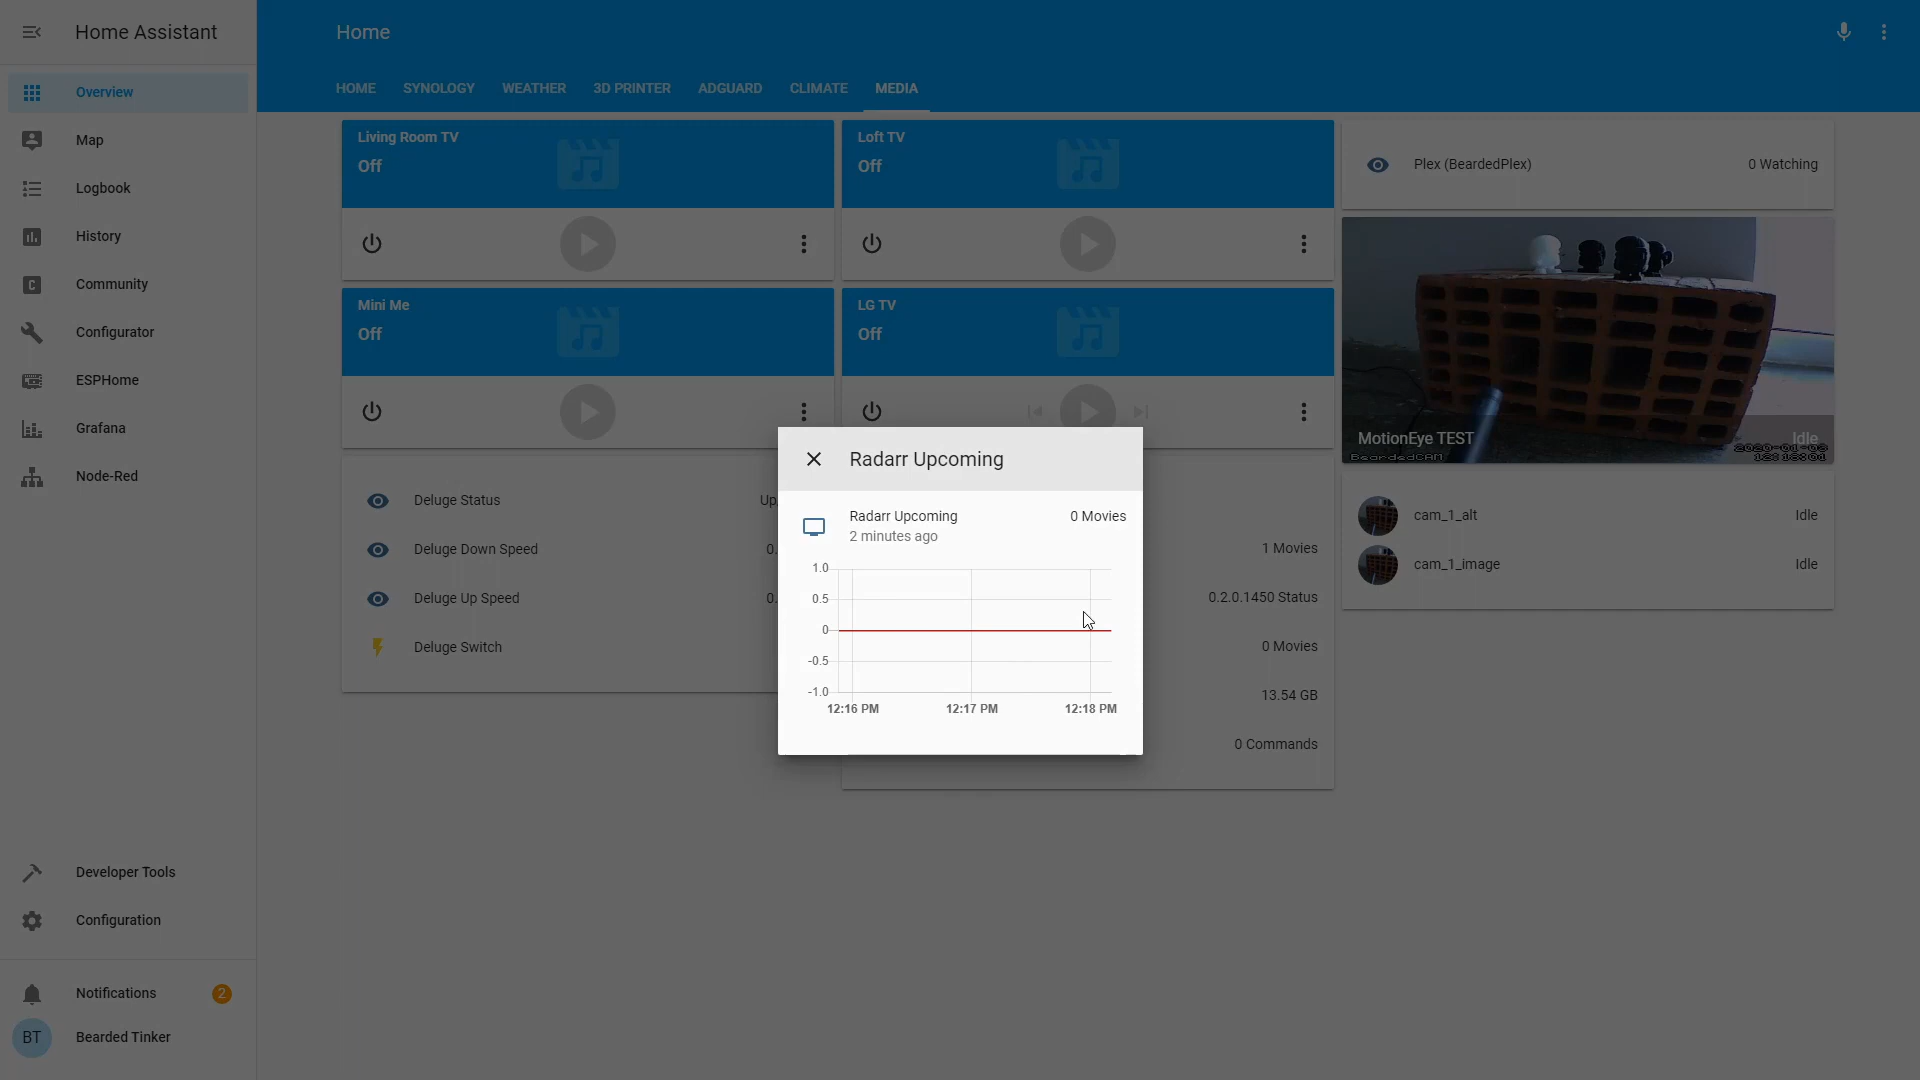 Home Assistant
Home
HOME
SYNOLOGY
WEATHER
3D PRINTER
ADGUARD
CLIMATE
MEDIA
Overview
Map
Logbook
History
Community
Configurator
ESPHome
Grafana
Node-Red
Developer Tools
Configuration
Notifications
2
BT
Bearded Tinker
Living Room TV
Off
Loft TV
Off
Mini Me
Off
LG TV
Off
Deluge Status
Up
Deluge Down Speed
0.
Deluge Up Speed
0.
Deluge Switch
Radarr Upcoming
Radarr Upcoming
0 Movies
2 minutes ago
1.0
0.5
0
-0.5
-1.0
12:16 PM
12:17 PM
12:18 PM
1 Movies
0.2.0.1450 Status
0 Movies
13.54 GB
0 Commands
Plex (BeardedPlex)
0 Watching
MotionEye TEST
Idle
BeardedCAM
cam_1_alt
Idle
cam_1_image
Idle